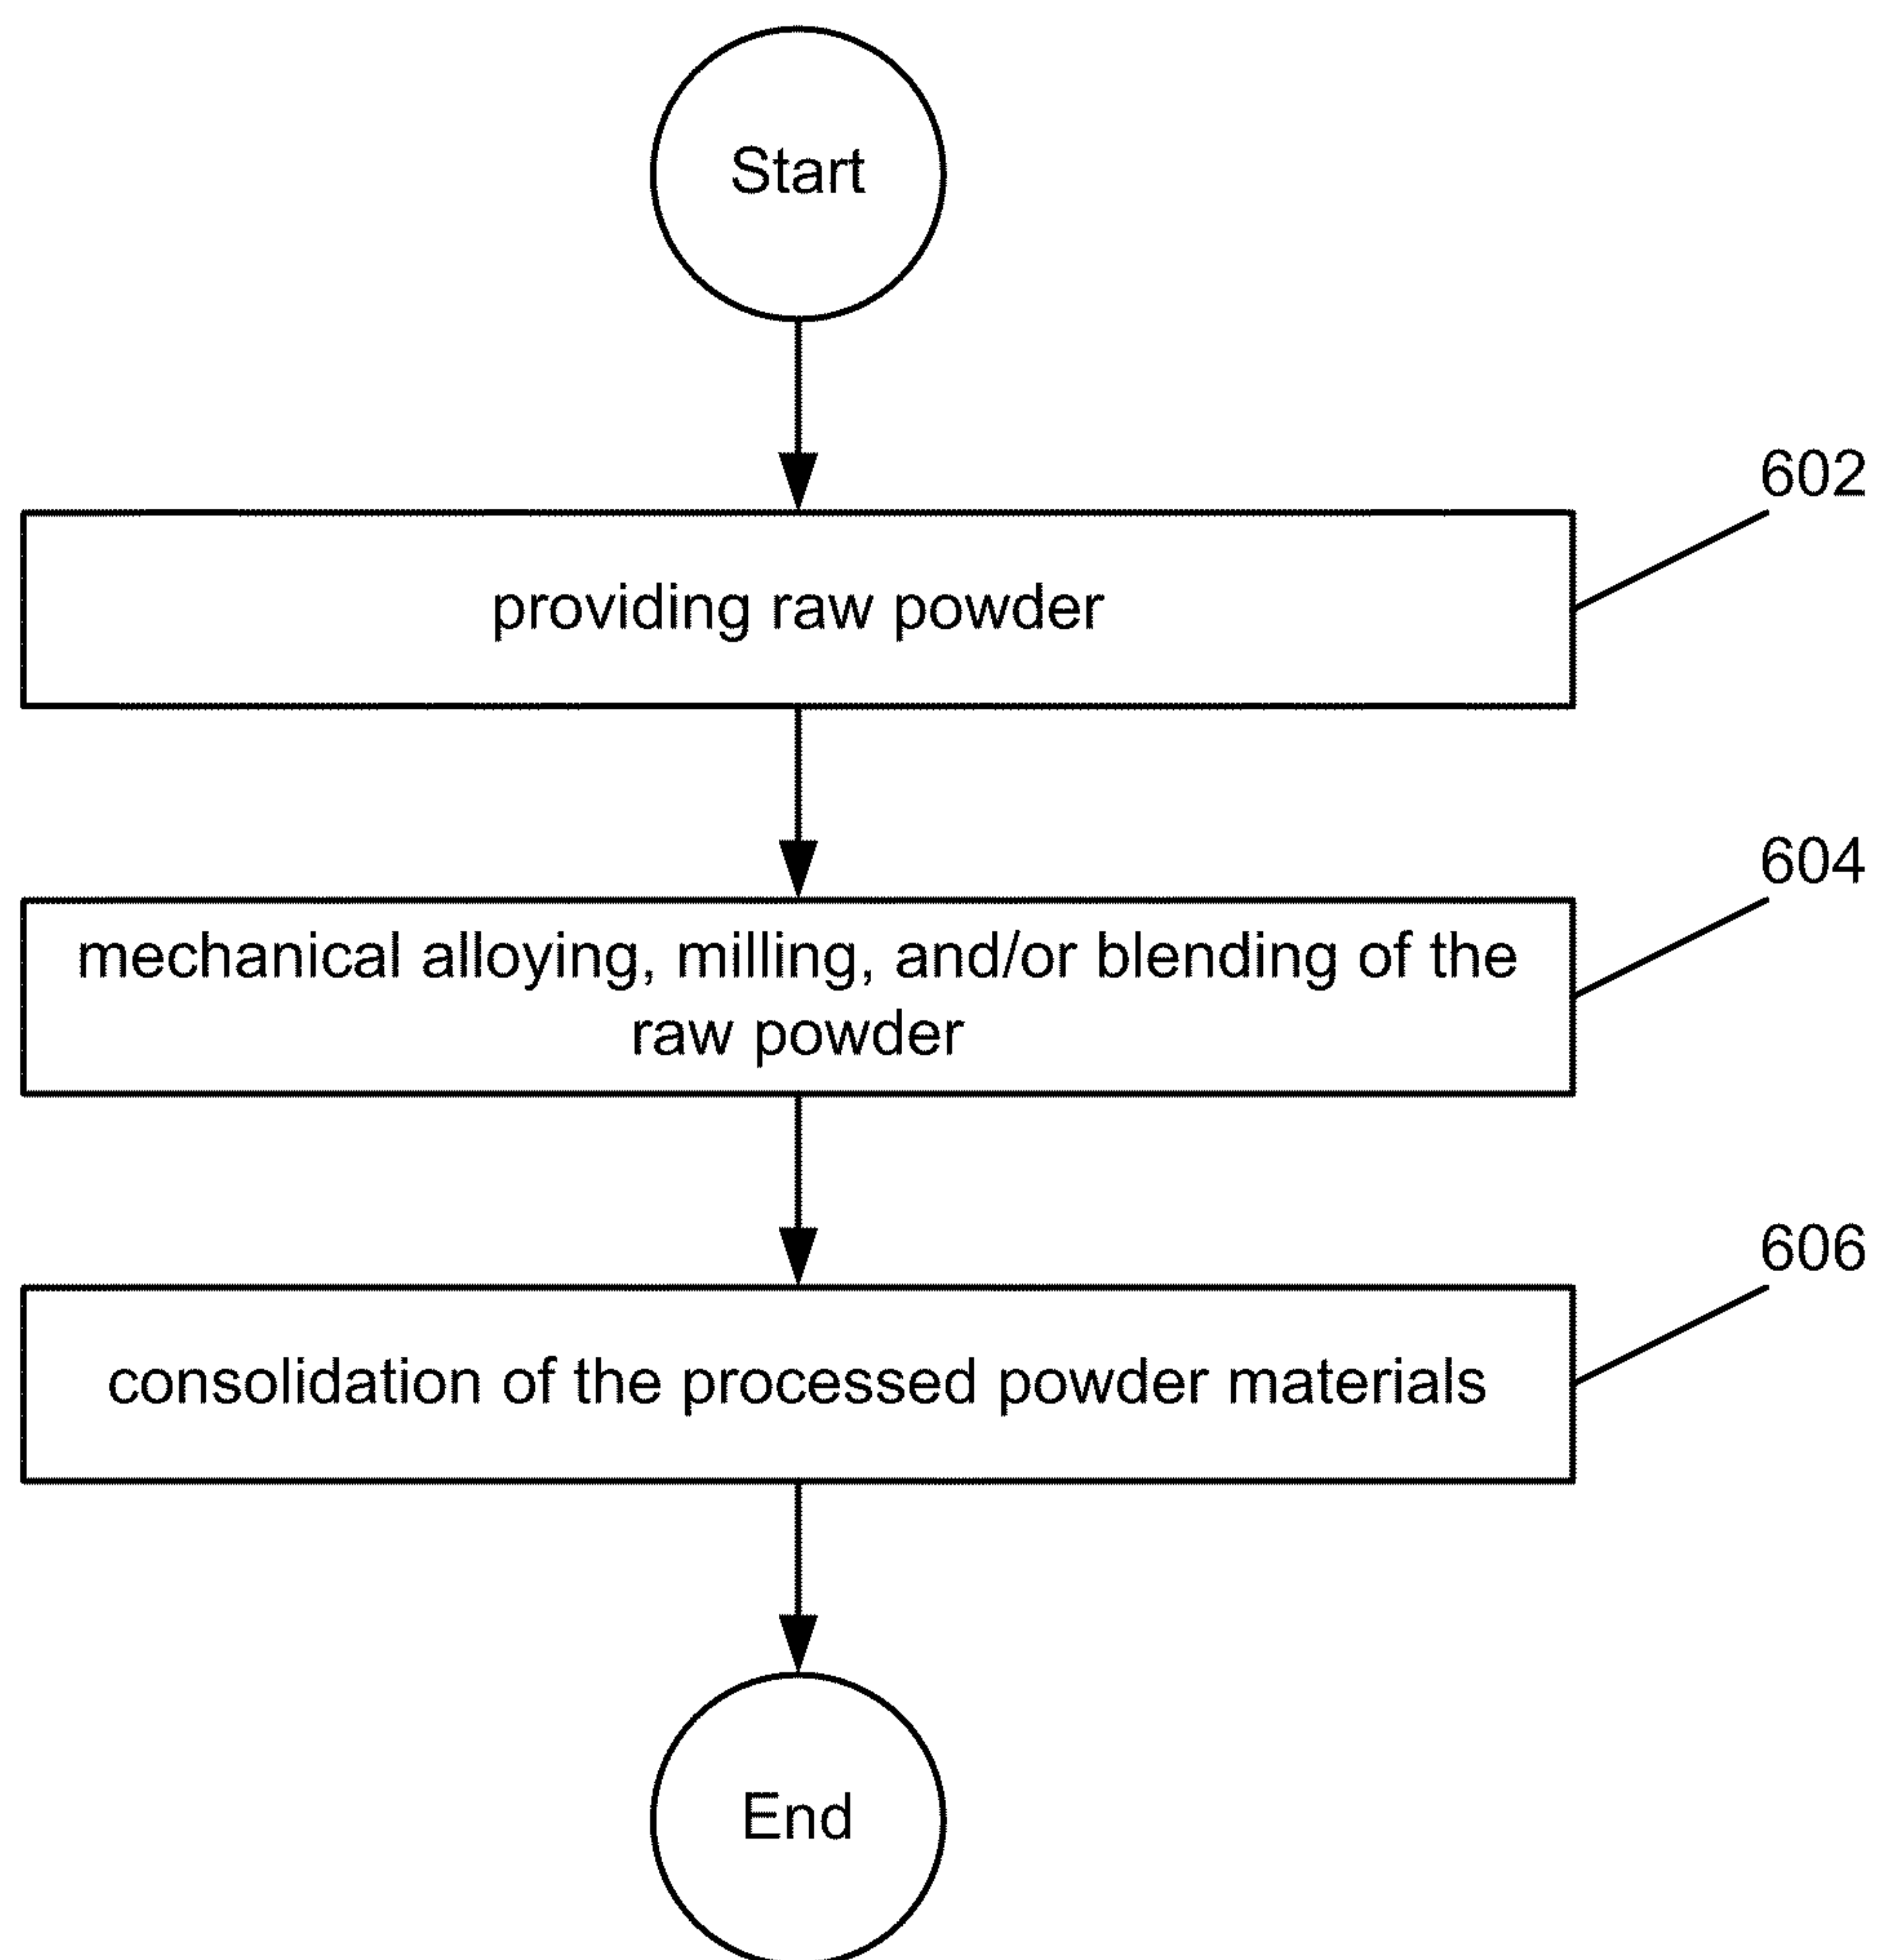 Start
602
providing raw powder
604
mechanical alloying, milling, and/or blending of the
raw powder
606
consolidation of the processed powder materials
End